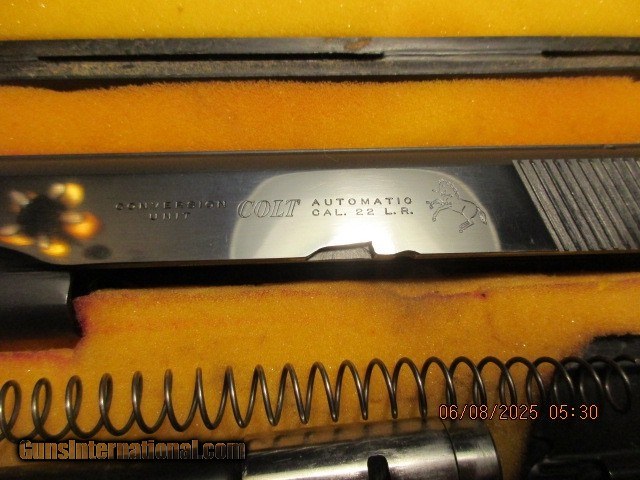 CONVERSION
UNIT
COLT
AUTOMATIC
CAL. 22 L.R.
06/08/2025 05:30
GunsInternational.com